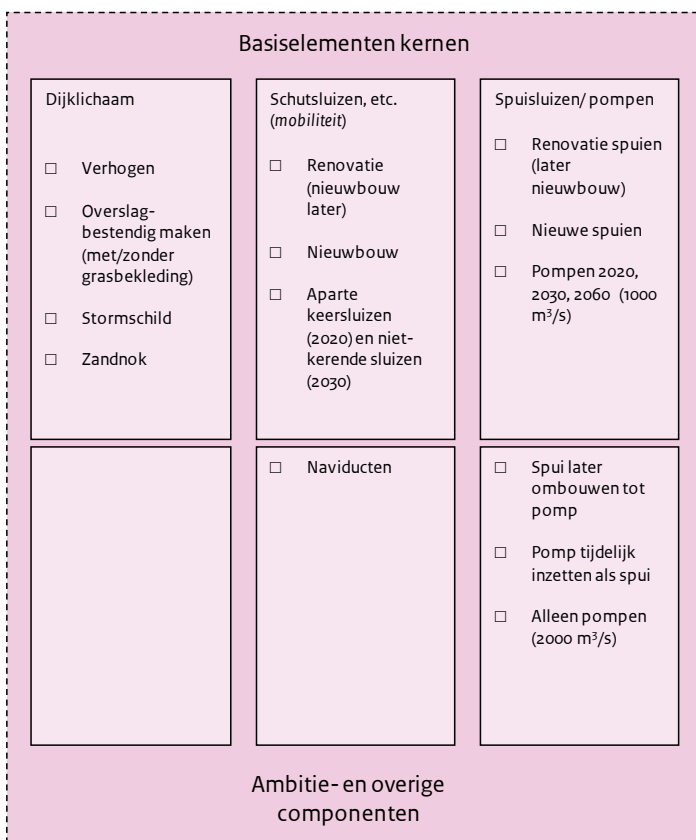 Basiselementen kernen
Dijklichaam
☐ Verhogen
☐ Overslag-
bestendig maken
(met/zonder
grasbekleding)
☐ Stormschild
☐ Zandnok
Schutsluizen, etc.
(mobiliteit)
☐ Renovatie
(nieuwbouw
later)
☐ Nieuwbouw
☐ Aparte
keersluizen
(2020) en niet-
kerende sluizen
(2030)
Spuisluizen/ pompen
☐ Renovatie spuien
(later
nieuwbouw)
☐ Nieuwe spuien
☐ Pompen 2020,
2030, 2060 (1000
m³/s)
☐ Naviducten
☐ Spui later
ombouwen tot
pomp
☐ Pomp tijdelijk
inzetten als spui
☐ Alleen pompen
(2000 m³/s)
Ambitie- en overige
componenten